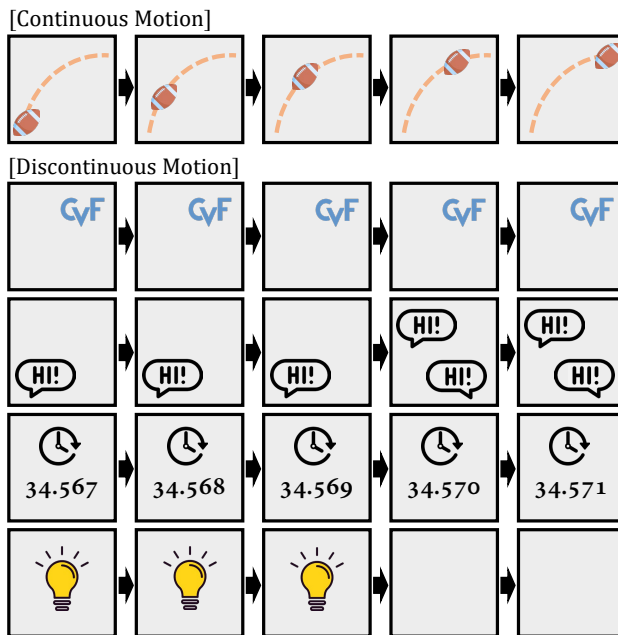 [Continuous Motion]
[Discontinuous Motion]
CVF CVF CVF CVF CVF
HI! HI!
HI! HI! HI! HI! HI!
34.567 34.568 34.569 34.570 34.571